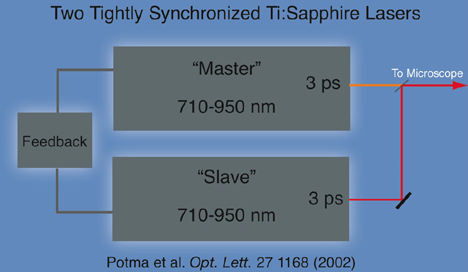 Two Tightly Synchronized Ti:Sapphire Lasers
“Master”
3 ps
710-950 nm
To Microscope
Feedback
“Slave”
3 ps
710-950 nm
Potma et al. Opt. Lett. 27 1168 (2002)